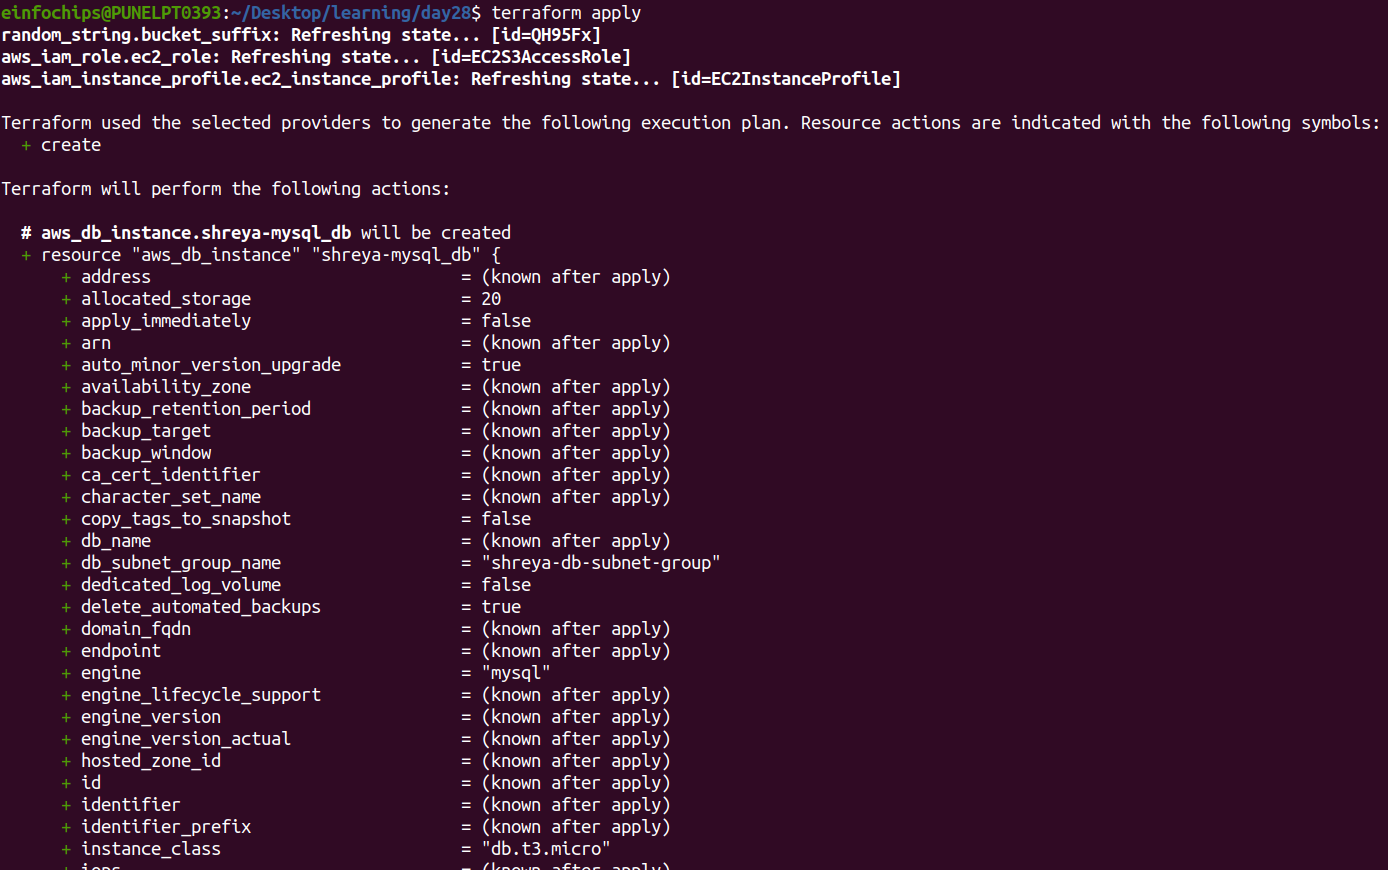 einfochips@PUNELPT0393:~/Desktop/learning/day28$ terraform apply
random_string.bucket_suffix: Refreshing state... [id=QH95Fx]
aws_iam_role.ec2_role: Refreshing state... [id=EC2S3AccessRole]
aws_iam_instance_profile.ec2_instance_profile: Refreshing state... [id=EC2InstanceProfile]
Terraform used the selected providers to generate the following execution plan. Resource actions are indicated with the following symbols:
+ create
Terraform will perform the following actions:
# aws_db_instance.shreya-mysql_db will be created
+ resource "aws_db_instance" "shreya-mysql_db" {
+ address = (known after apply)
+ allocated_storage = 20
+ apply_immediately = false
+ arn = (known after apply)
+ auto_minor_version_upgrade = true
+ availability_zone = (known after apply)
+ backup_retention_period = (known after apply)
+ backup_target = (known after apply)
+ backup_window = (known after apply)
+ ca_cert_identifier = (known after apply)
+ character_set_name = (known after apply)
+ copy_tags_to_snapshot = false
+ db_name = (known after apply)
+ db_subnet_group_name = "shreya-db-subnet-group"
+ dedicated_log_volume = false
+ delete_automated_backups = true
+ domain_fqdn = (known after apply)
+ endpoint = (known after apply)
+ engine = "mysql"
+ engine_lifecycle_support = (known after apply)
+ engine_version = (known after apply)
+ engine_version_actual = (known after apply)
+ hosted_zone_id = (known after apply)
+ id = (known after apply)
+ identifier = (known after apply)
+ identifier_prefix = (known after apply)
+ instance_class = "db.t3.micro"
+ iops = (known after apply)